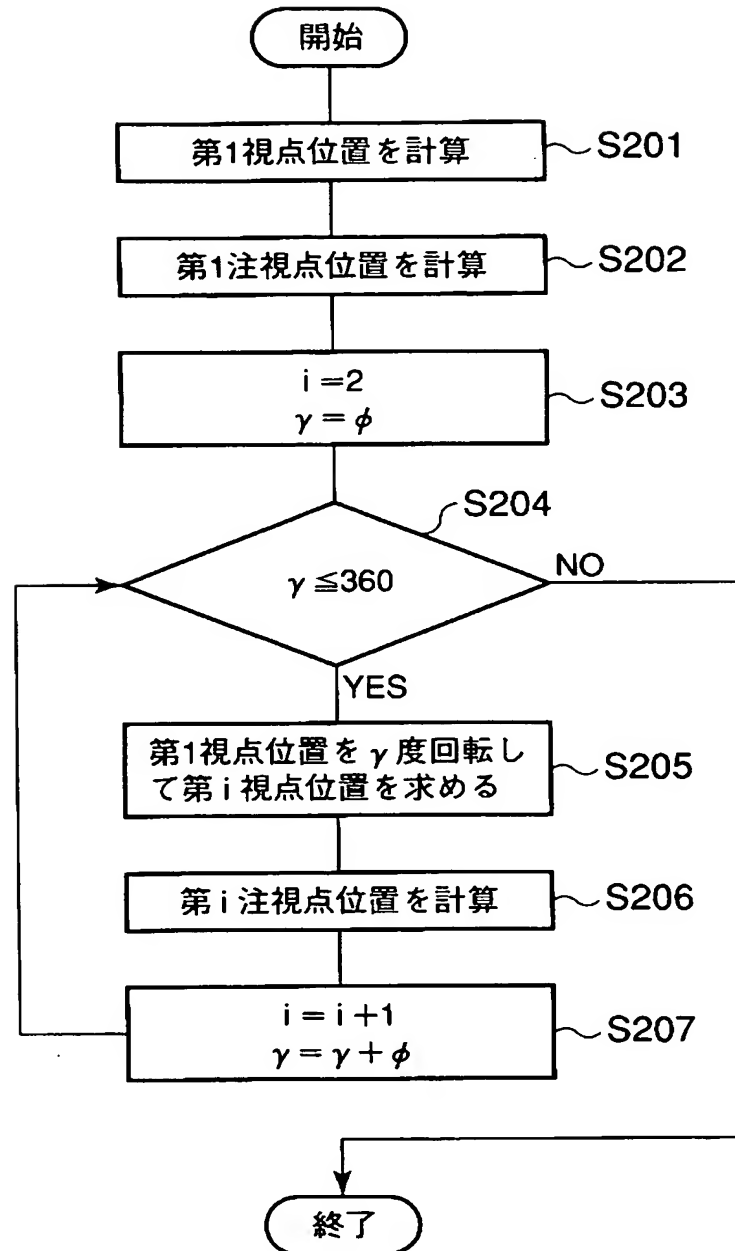 開始
第1視点位置を計算
S201
第1注視点位置を計算
S202
i=2
γ=φ
S203
S204
γ≦360
NO
YES
第1視点位置をγ度回転し
て第i視点位置を求める
S205
第i注視点位置を計算
S206
i=i+1
γ=γ+φ
S207
終了